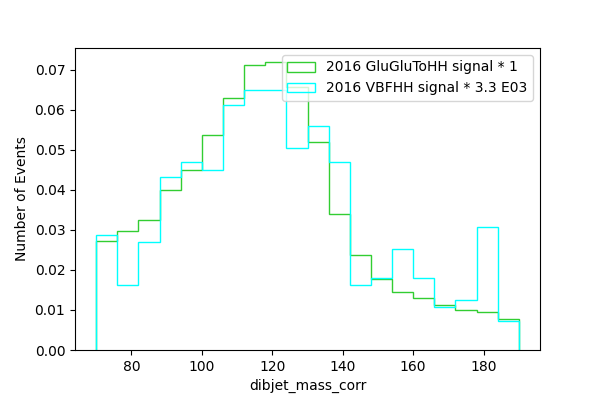 2016 GluGluToHH signal * 1
2016 VBFHH signal * 3.3 E03
Number of Events
0.07
0.06
0.05
0.04
0.03
0.02
0.01
0.00
80 100 120 140 160 180
dibjet_mass_corr